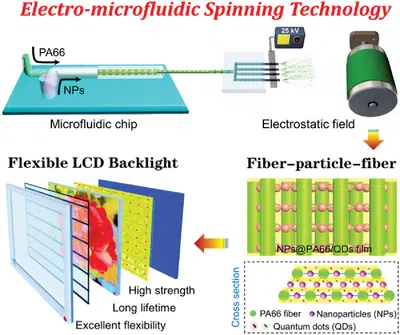 Electro-microfluidic Spinning Technology
PA66
NPs
25 kV
Microfluidic chip
Electrostatic field
Flexible LCD Backlight
Fiber-particle-fiber
NPs@PA66/QDs film
High strength
Long lifetime
Excellent flexibility
Cross section
PA66 fiber
Nanoparticles (NPs)
Quantum dots (QDs)